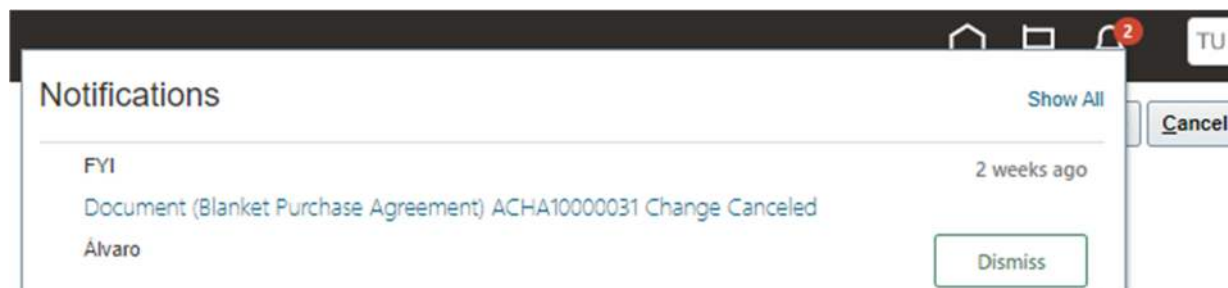 2
TU
Notifications
Show All
Cancel
FYI
2 weeks ago
Document (Blanket Purchase Agreement) ACHA10000031 Change Canceled
Álvaro
Dismiss